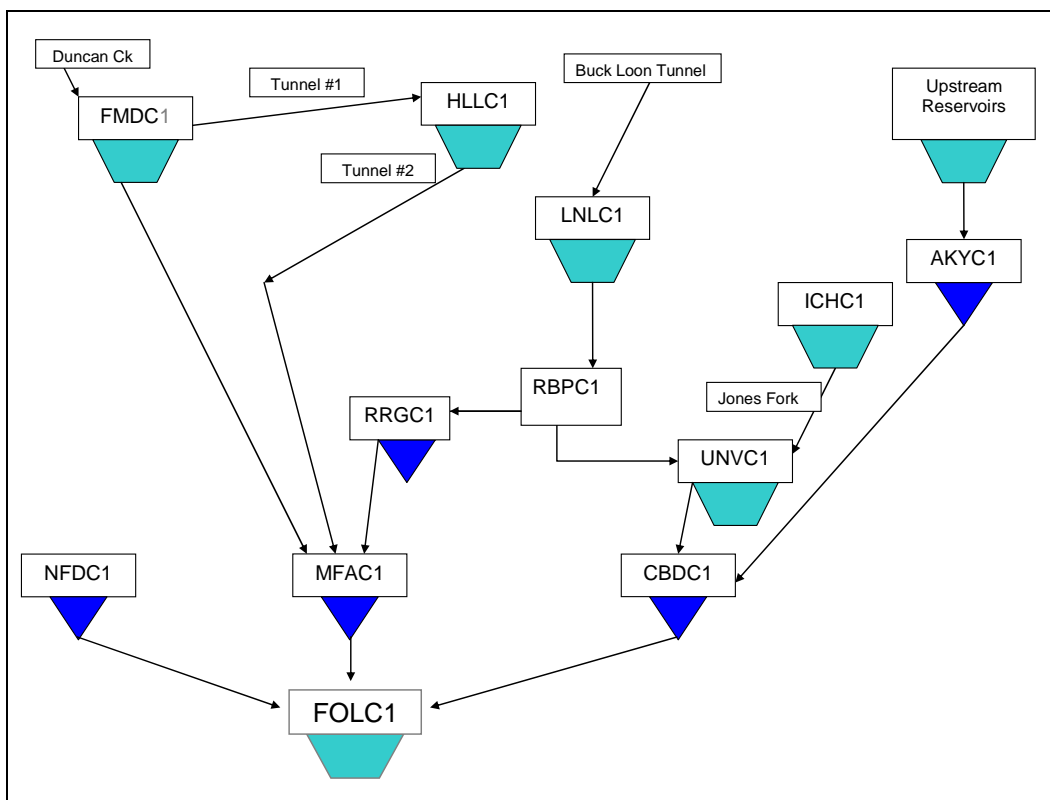 Duncan Ck
Tunnel #1
Buck Loon Tunnel
Upstream
Reservoirs
FMDC1
HLLC1
Tunnel #2
LNLC1
AKYC1
ICHC1
RBPC1
Jones Fork
RRGC1
UNVC1
NFDC1
MFAC1
CBDC1
FOLC1